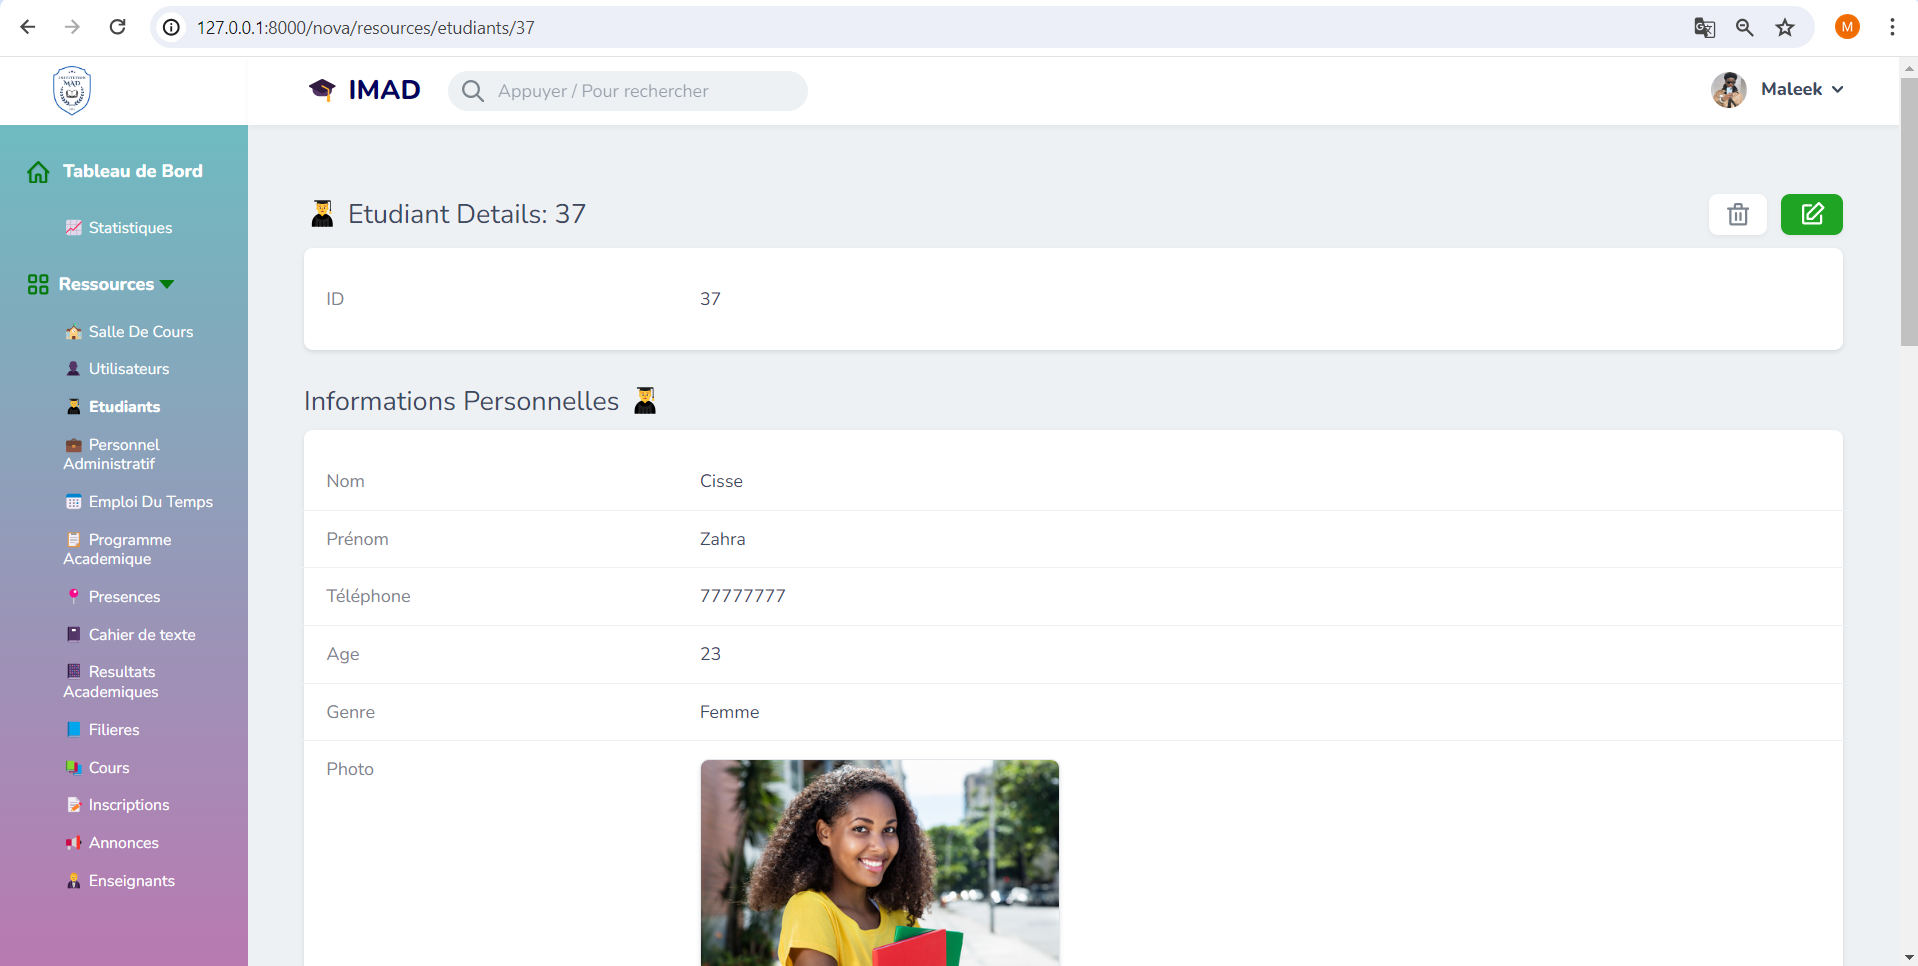 127.0.0.1:8000/nova/resources/etudiants/37
M
INSTITUTION
IMAD
IMAD
Appuyer / Pour rechercher
Maleek
Tableau de Bord
Statistiques
Ressources
Salle De Cours
Utilisateurs
Etudiants
Personnel
Administratif
Emploi Du Temps
Programme
Academique
Presences
Cahier de texte
Resultats
Academiques
Filieres
Cours
Inscriptions
Annonces
Enseignants
Etudiant Details: 37
ID
37
Informations Personnelles
Nom
Cisse
Prénom
Zahra
Téléphone
77777777
Age
23
Genre
Femme
Photo